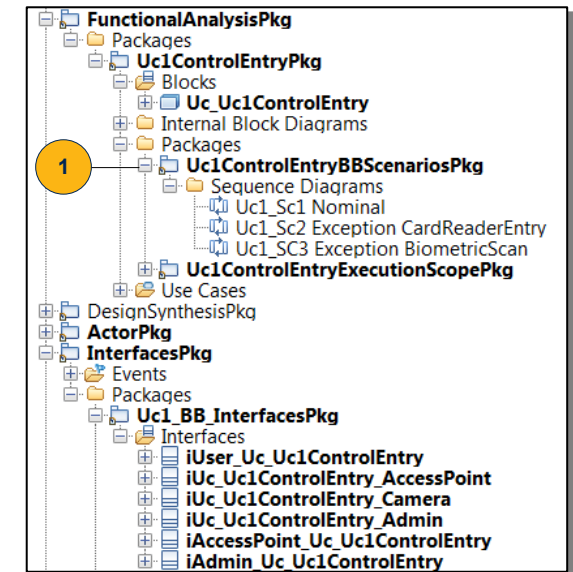 FunctionalAnalysisPkg
Packages
Uc1ControlEntryPkg
Blocks
Uc_Uc1ControlEntry
Internal Block Diagrams
Packages
1
Uc1ControlEntryBBScenariosPkg
Sequence Diagrams
Uc1_Sc1 Nominal
Uc1_Sc2 Exception CardReaderEntry
Uc1_SC3 Exception BiometricScan
Uc1ControlEntryExecutionScopePkg
Use Cases
DesignSynthesisPkg
ActorPkg
InterfacesPkg
Events
Packages
Uc1_BB_InterfacesPkg
Interfaces
iUser_Uc_Uc1ControlEntry
iUc_Uc1ControlEntry_AccessPoint
iUc_Uc1ControlEntry_Camera
iUc_Uc1ControlEntry_Admin
iAccessPoint_Uc_Uc1ControlEntry
iAdmin_Uc_Uc1ControlEntry